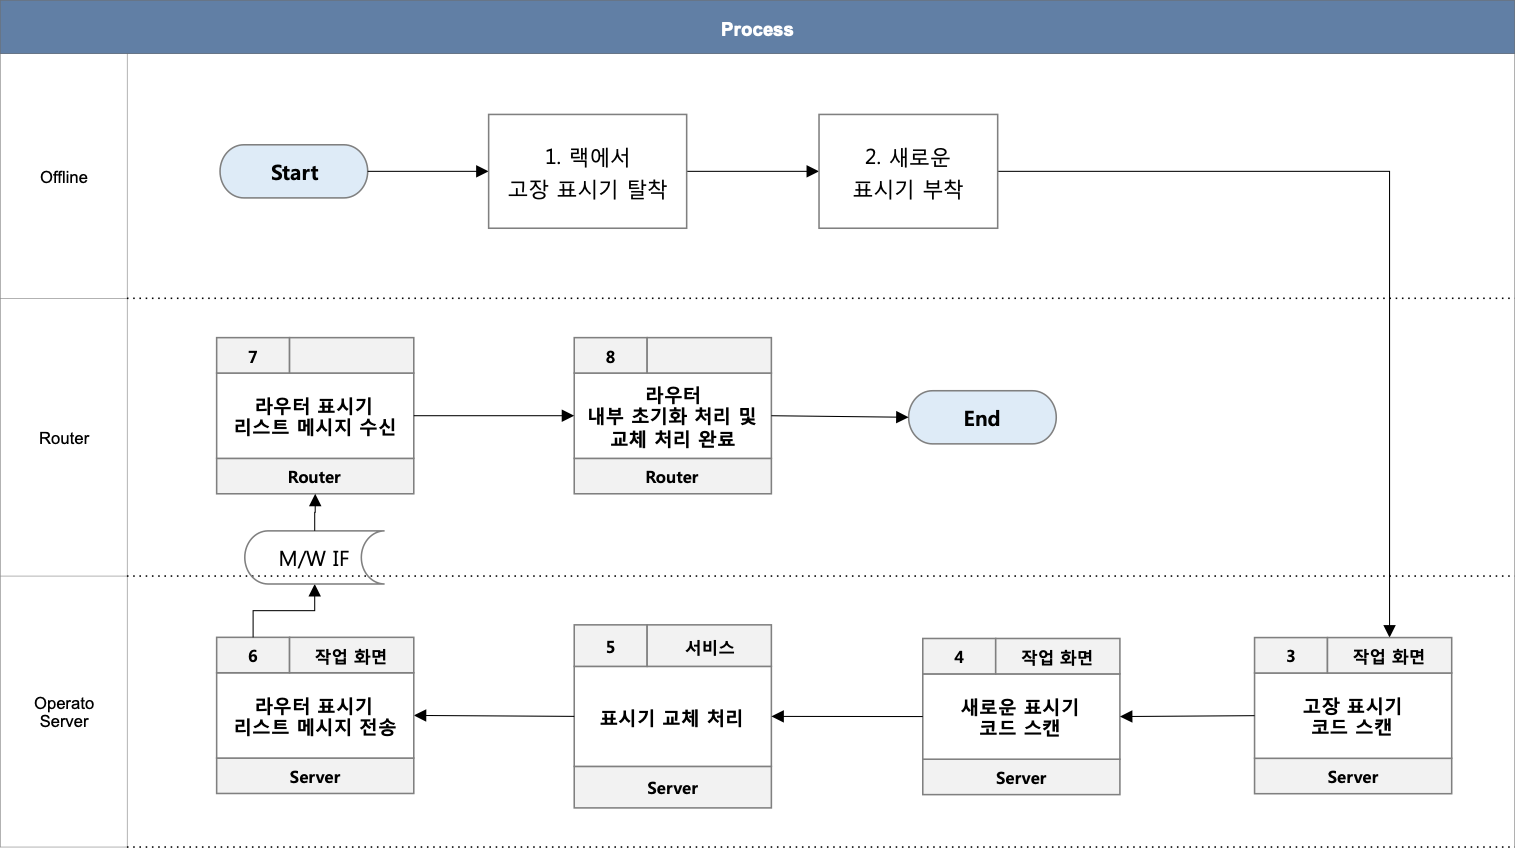 Process
Offline
Start
1. 랙에서
고장 표시기 탈착
2. 새로운
표시기 부착
Router
7
라우터 표시기
리스트 메시지 수신
Router
8
라우터
내부 초기화 처리 및
교체 처리 완료
Router
End
M/W IF
Operato
Server
6
작업 화면
라우터 표시기
리스트 메시지 전송
Server
5
서비스
표시기 교체 처리
Server
4
작업 화면
새로운 표시기
코드 스캔
Server
3
작업 화면
고장 표시기
코드 스캔
Server